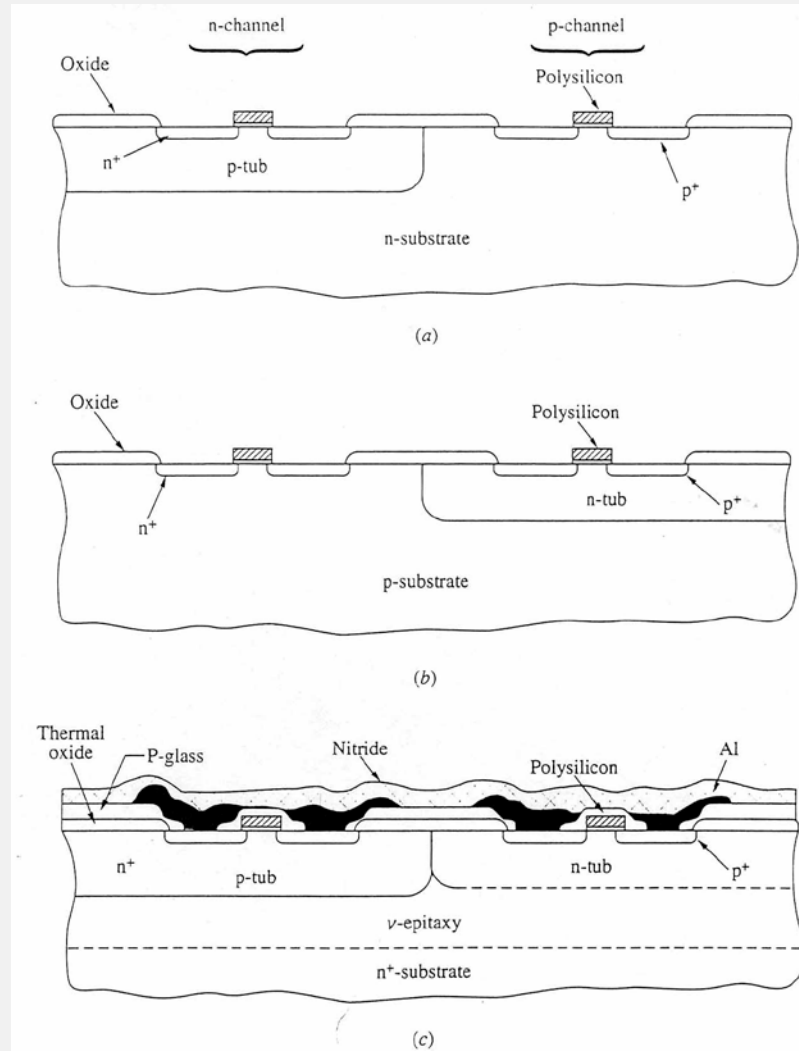 n-channel
p-channel
Oxide
Polysilicon
n+
p-tub
p+
n-substrate
(a)
Oxide
Polysilicon
n+
n-tub
p+
p-substrate
(b)
Thermal
oxide
P-glass
Nitride
Polysilicon
Al
n+
p-tub
n-tub
p+
ν-epitaxy
n+-substrate
(c)